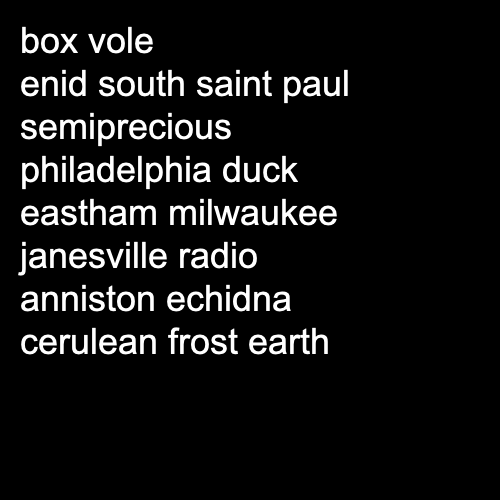 box vole
enid south saint paul
semiprecious
philadelphia duck
eastham milwaukee
janesville radio
anniston echidna
cerulean frost earth